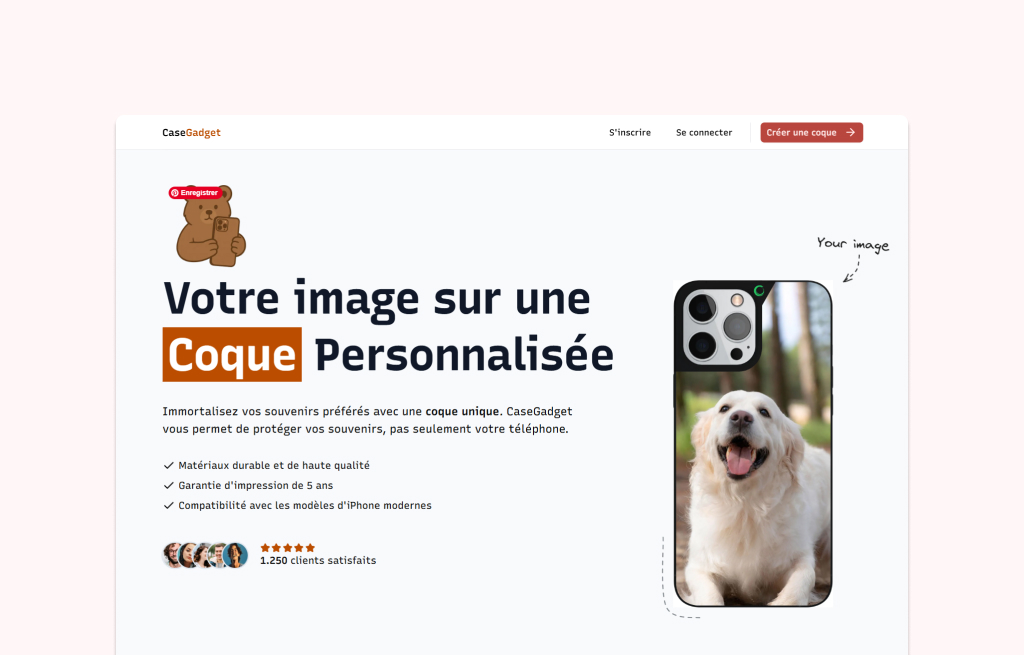 CaseGadget
S'inscrire
Se connecter
Créer une coque
Enregistrer
Your image
Votre image sur une
Coque Personnalisée
Immortalisez vos souvenirs préférés avec une coque unique. CaseGadget
vous permet de protéger vos souvenirs, pas seulement votre téléphone.
Matériaux durable et de haute qualité
Garantie d'impression de 5 ans
Compatibilité avec les modèles d'iPhone modernes
1.250 clients satisfaits